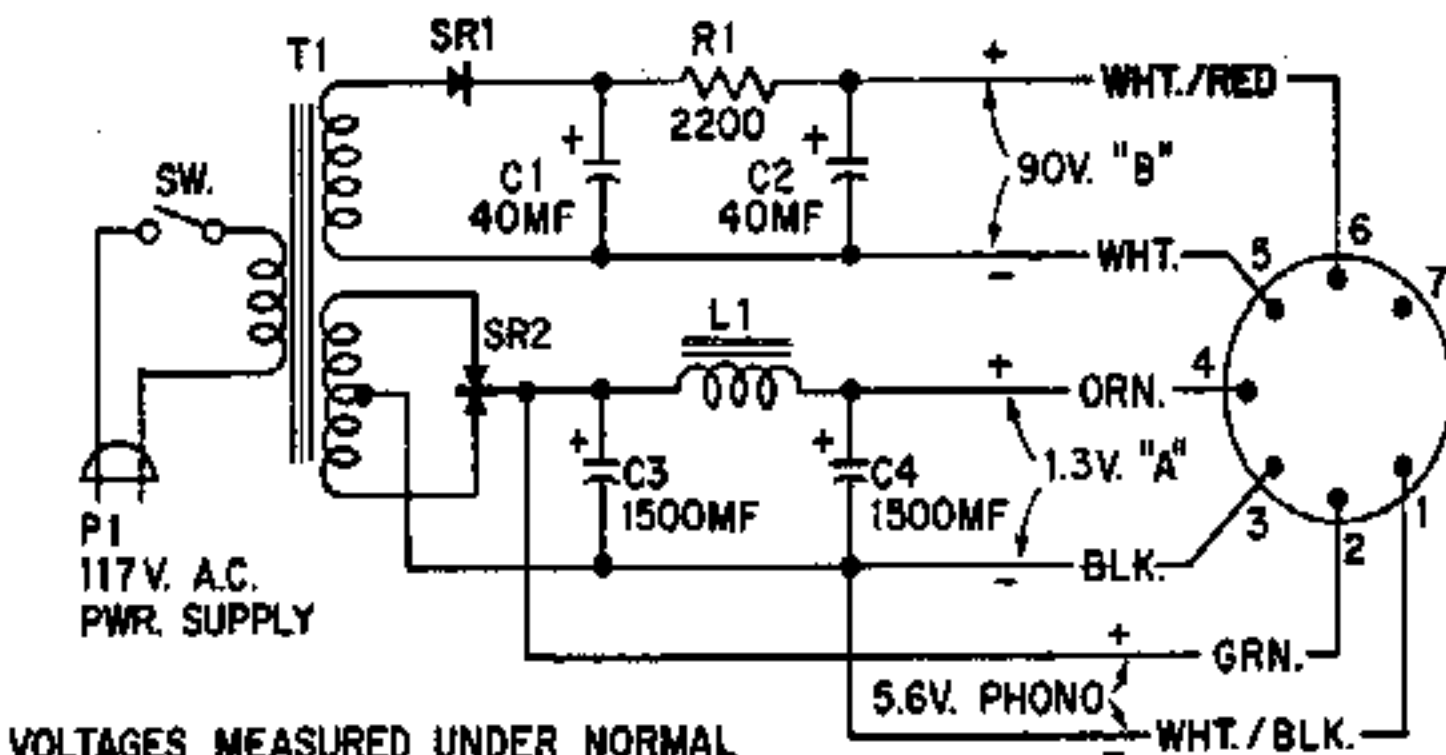 T1
SR1
R1
2200
+
WHT./RED
SW.
+
C1
40MF
+
C2
40MF
90V. "B"
-
WHT.
5
6
7
SR2
L1
+
ORN.
4
+
C3
1500MF
+
C4
1500MF
1.3V. "A"
-
BLK.
3
2
1
P1
117V. A.C.
PWR. SUPPLY
+
GRN.
5.6V. PHONO
-
WHT./BLK.
VOLTAGES MEASURED UNDER NORMAL